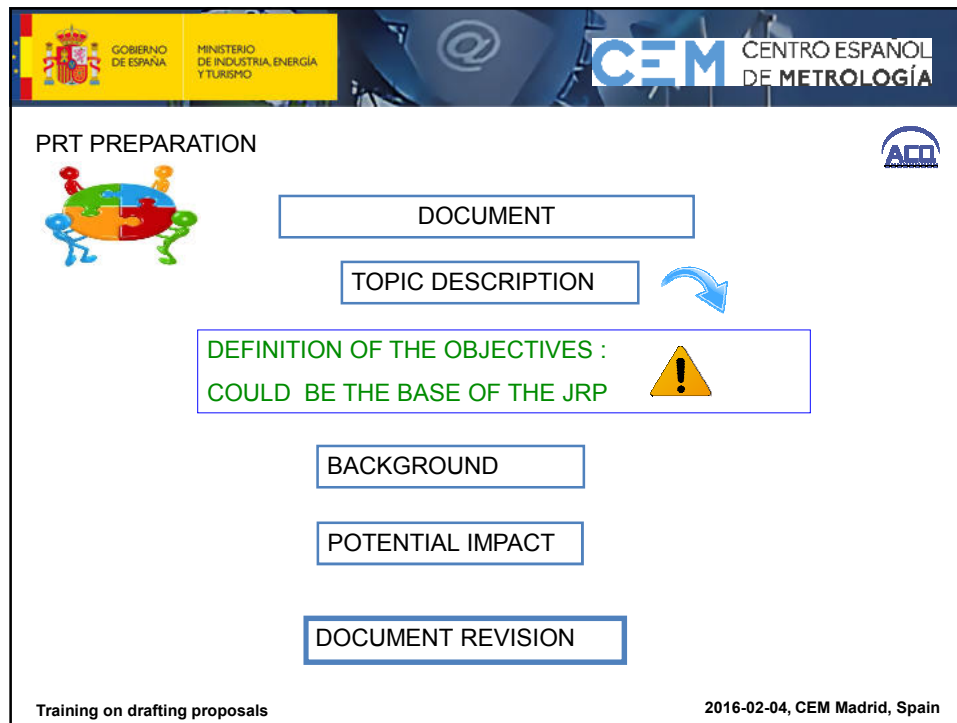 GOBIERNO
DE ESPAÑA
MINISTERIO
DE INDUSTRIA, ENERGÍA
Y TURISMO
@
CEM
CENTRO ESPAÑOL
DE METROLOGÍA
PRT PREPARATION
ACQ
DOCUMENT
TOPIC DESCRIPTION
DEFINITION OF THE OBJECTIVES :
COULD BE THE BASE OF THE JRP
!
BACKGROUND
POTENTIAL IMPACT
DOCUMENT REVISION
Training on drafting proposals
2016-02-04, CEM Madrid, Spain